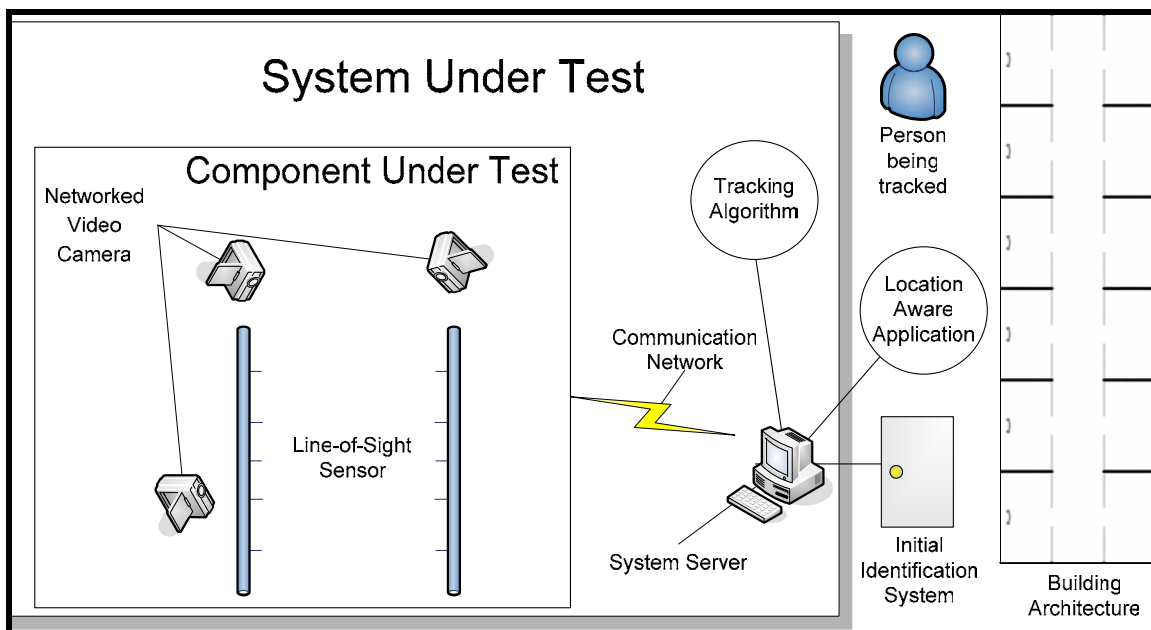 System Under Test
Component Under Test
Networked
Video
Camera
Line-of-Sight
Sensor
Communication
Network
Tracking
Algorithm
System Server
Person
being
tracked
Location
Aware
Application
Initial
Identification
System
Building
Architecture